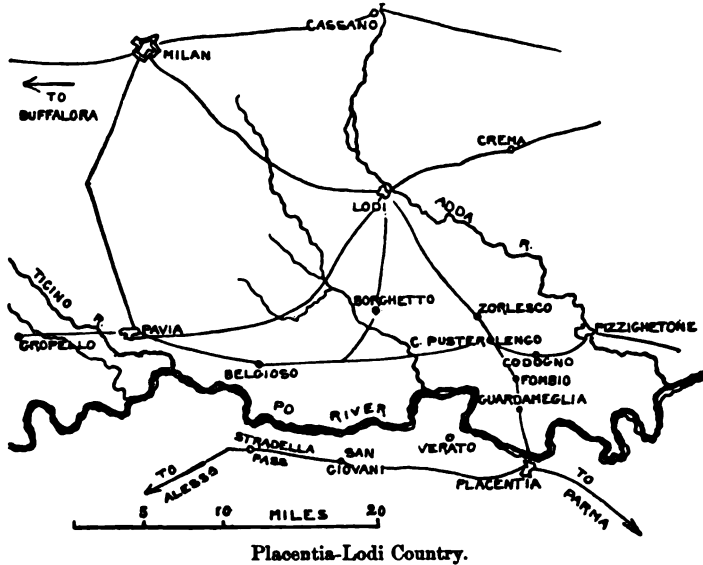 CASSANO
MILAN
TO
BUFFALORA
CREMA
LODI
ADDA
R.
TICINO
R.
BORGHETTO
ZORLESCO
GROPELLO
PAVIA
C. PUSTERLENGO
PIZZIGHETONE
BELGIOSO
CODOGNO
FOMBIO
PO RIVER
GUARDAMEGLIA
STRADELLA
PASS
SAN
GIOVANI
VERATO
TO
ALESSA
PLACENTIA
TO
PARMA
5 10 20
MILES
Placentia-Lodi Country.